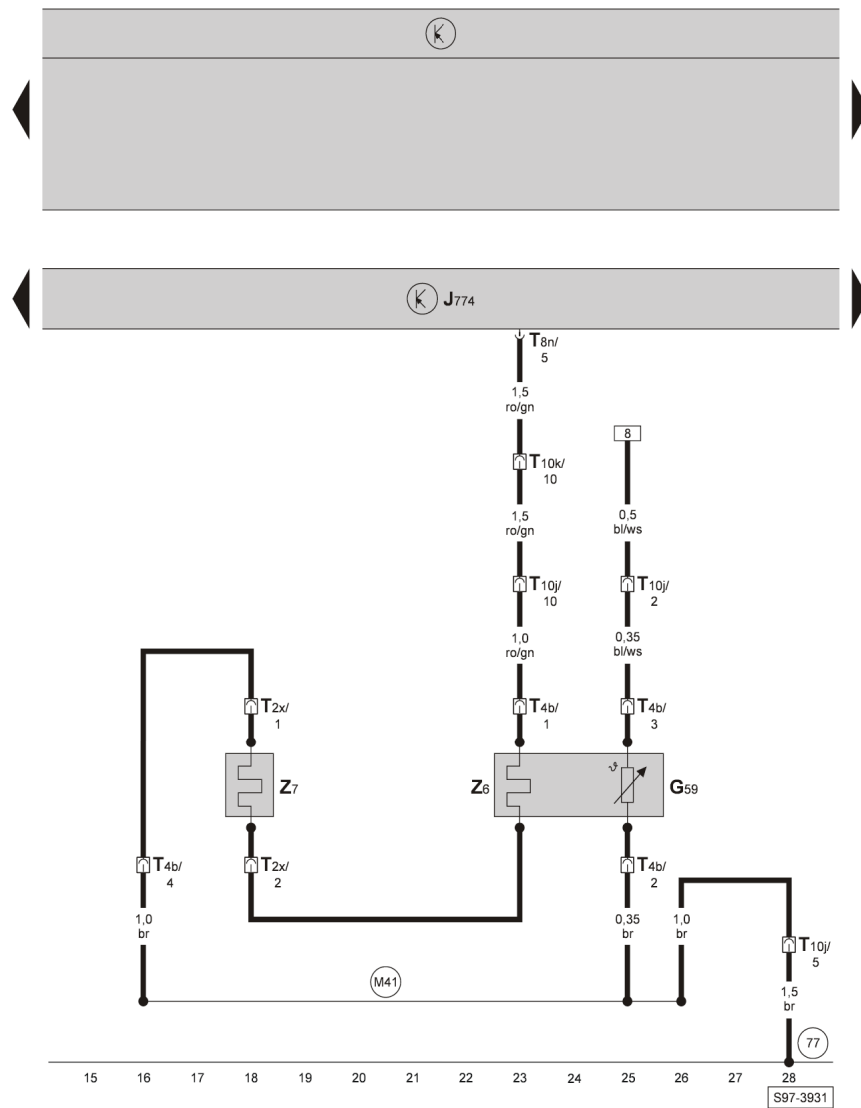 J774
T8n/
5
1,5
ro/gn
8
T10k/
10
1,5
ro/gn
0,5
bl/ws
T10j/
10
T10j/
2
1,0
ro/gn
0,35
bl/ws
T2x/
1
T4b/
1
T4b/
3
Z7
Z6
G59
T4b/
4
T2x/
2
T4b/
2
1,0
br
0,35
br
1,0
br
T10j/
5
M41
1,5
br
77
15 16 17 18 19 20 21 22 23 24 25 26 27 28
S97-3931